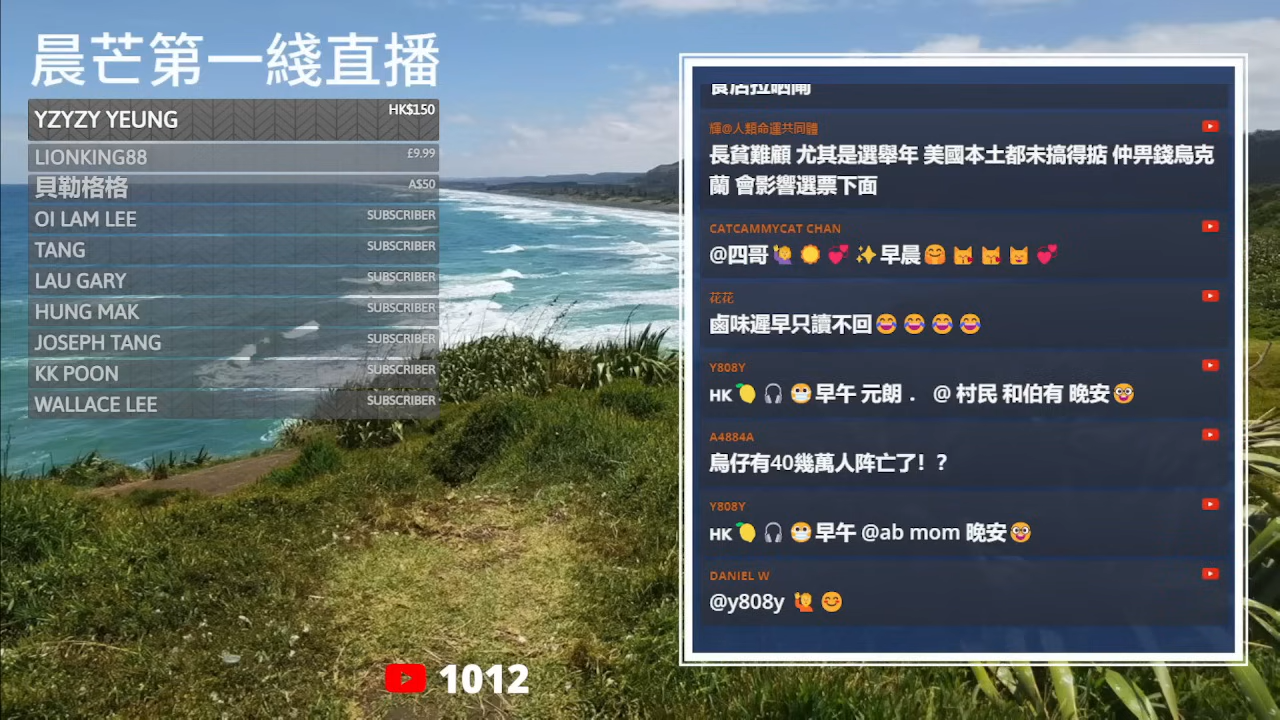 晨芒第一綫直播
YZYZY YEUNG HK$150
LIONKING88 £9.99
貝勒格格 A$50
OI LAM LEE SUBSCRIBER
TANG SUBSCRIBER
LAU GARY SUBSCRIBER
HUNG MAK SUBSCRIBER
JOSEPH TANG SUBSCRIBER
KK POON SUBSCRIBER
WALLACE LEE SUBSCRIBER
輝@人類命運共同體
長貧難顧 尤其是選舉年 美國本土都未搞得掂 仲畀錢烏克
蘭 會影響選票下面
CATCAMMYCAT CHAN
@四哥🙋🌞💞✨早晨🤗😽😽😸💞
花花
鹵味遲早只讀不回😂😂😂😂
Y808Y
HK🍋🎧😷早午 元朗 . @ 村民 和伯有 晚安🤓
A4884A
烏仔有40幾萬人阵亡了! ?
Y808Y
HK🍋🎧😷早午 @ab mom 晚安🤓
DANIEL W
@y808y 🙋😊
1012